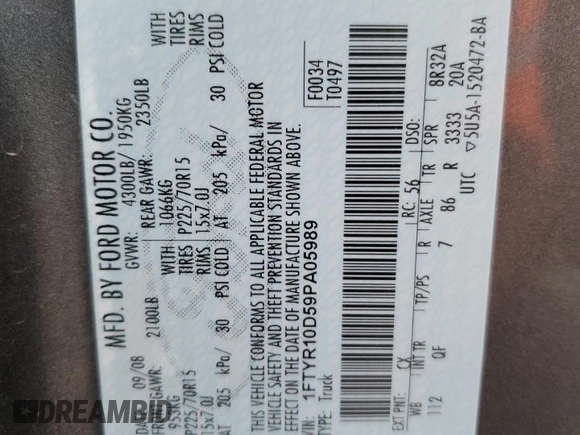 MFD. BY FORD MOTOR CO.
DATE: 09/08 GVWR: 4300LB/ 1950KG
FRONT GAWR: 2100LB REAR GAWR: 2350LB
953KG 1066KG WITH
P225/70R15 TIRES P225/70R15 TIRES
15x7.0J RIMS 15x7.0J RIMS
AT 205 kPa/ 30 PSI COLD AT 205 kPa/ 30 PSI COLD
THIS VEHICLE CONFORMS TO ALL APPLICABLE FEDERAL MOTOR
VEHICLE SAFETY AND THEFT PREVENTION STANDARDS IN
EFFECT ON THE DATE OF MANUFACTURE SHOWN ABOVE.
VIN: 1FTYR10D59PA05989 F0034
TYPE: Truck T0497
EXT PNT: CX RC: 56 DSO:
WB INT TR TP/PS R AXLE TR SPR 8R32A
112 QF 7 86 R 3333 20A
UTC ▽5U5A-1520472-BA
WITH
TIRES
RIMS
DREAMBID